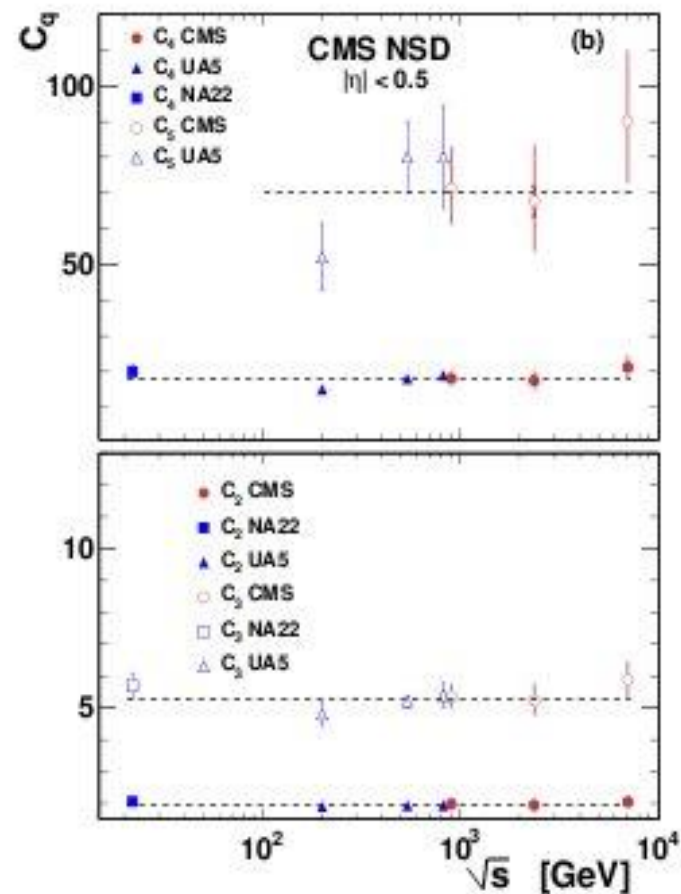 C_q
C_4 CMS
C_4 UA5
C_4 NA22
C_5 CMS
C_5 UA5
CMS NSD
|η| < 0.5
(b)
100
50
C_2 CMS
C_2 NA22
C_2 UA5
C_3 CMS
C_3 NA22
C_3 UA5
10
5
10^2
10^3
10^4
√s [GeV]